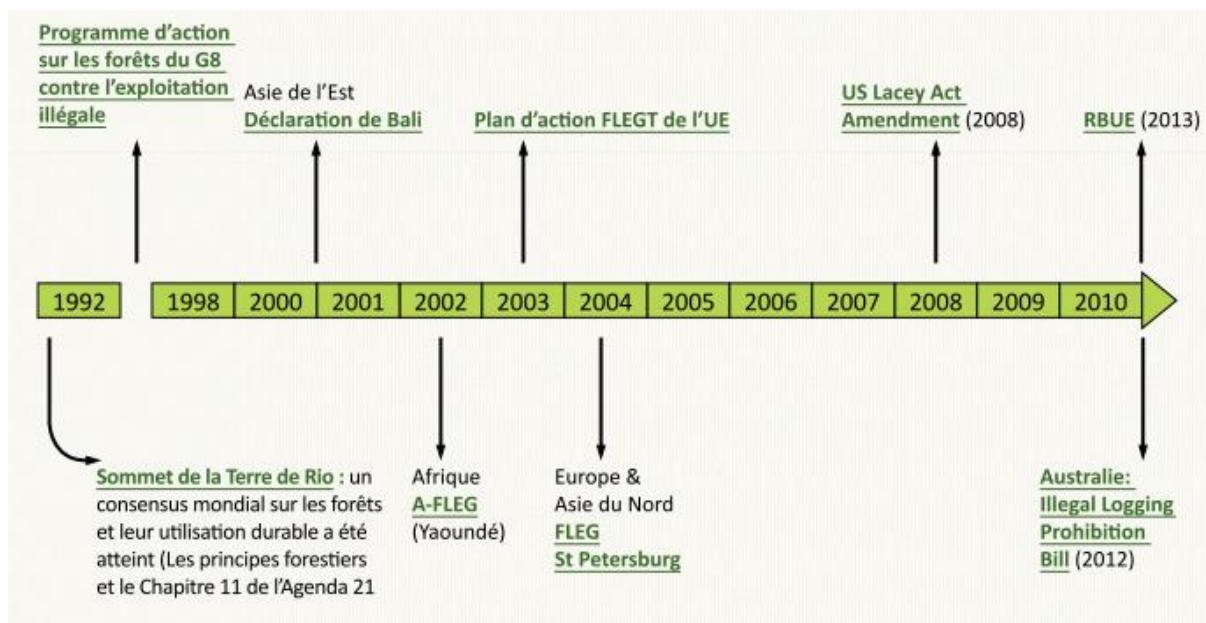 Programme d'action
sur les forêts du G8
contre l'exploitation
illégale
Asie de l'Est
Déclaration de Bali
Plan d'action FLEGT de l'UE
US Lacey Act
Amendment (2008)
RBUE (2013)
1992
1998
2000
2001
2002
2003
2004
2005
2006
2007
2008
2009
2010
Sommet de la Terre de Rio : un
consensus mondial sur les forêts
et leur utilisation durable a été
atteint (Les principes forestiers
et le Chapitre 11 de l'Agenda 21
Afrique
A-FLEG
(Yaoundé)
Europe &
Asie du Nord
FLEG
St Petersburg
Australie:
Illegal Logging
Prohibition
Bill (2012)